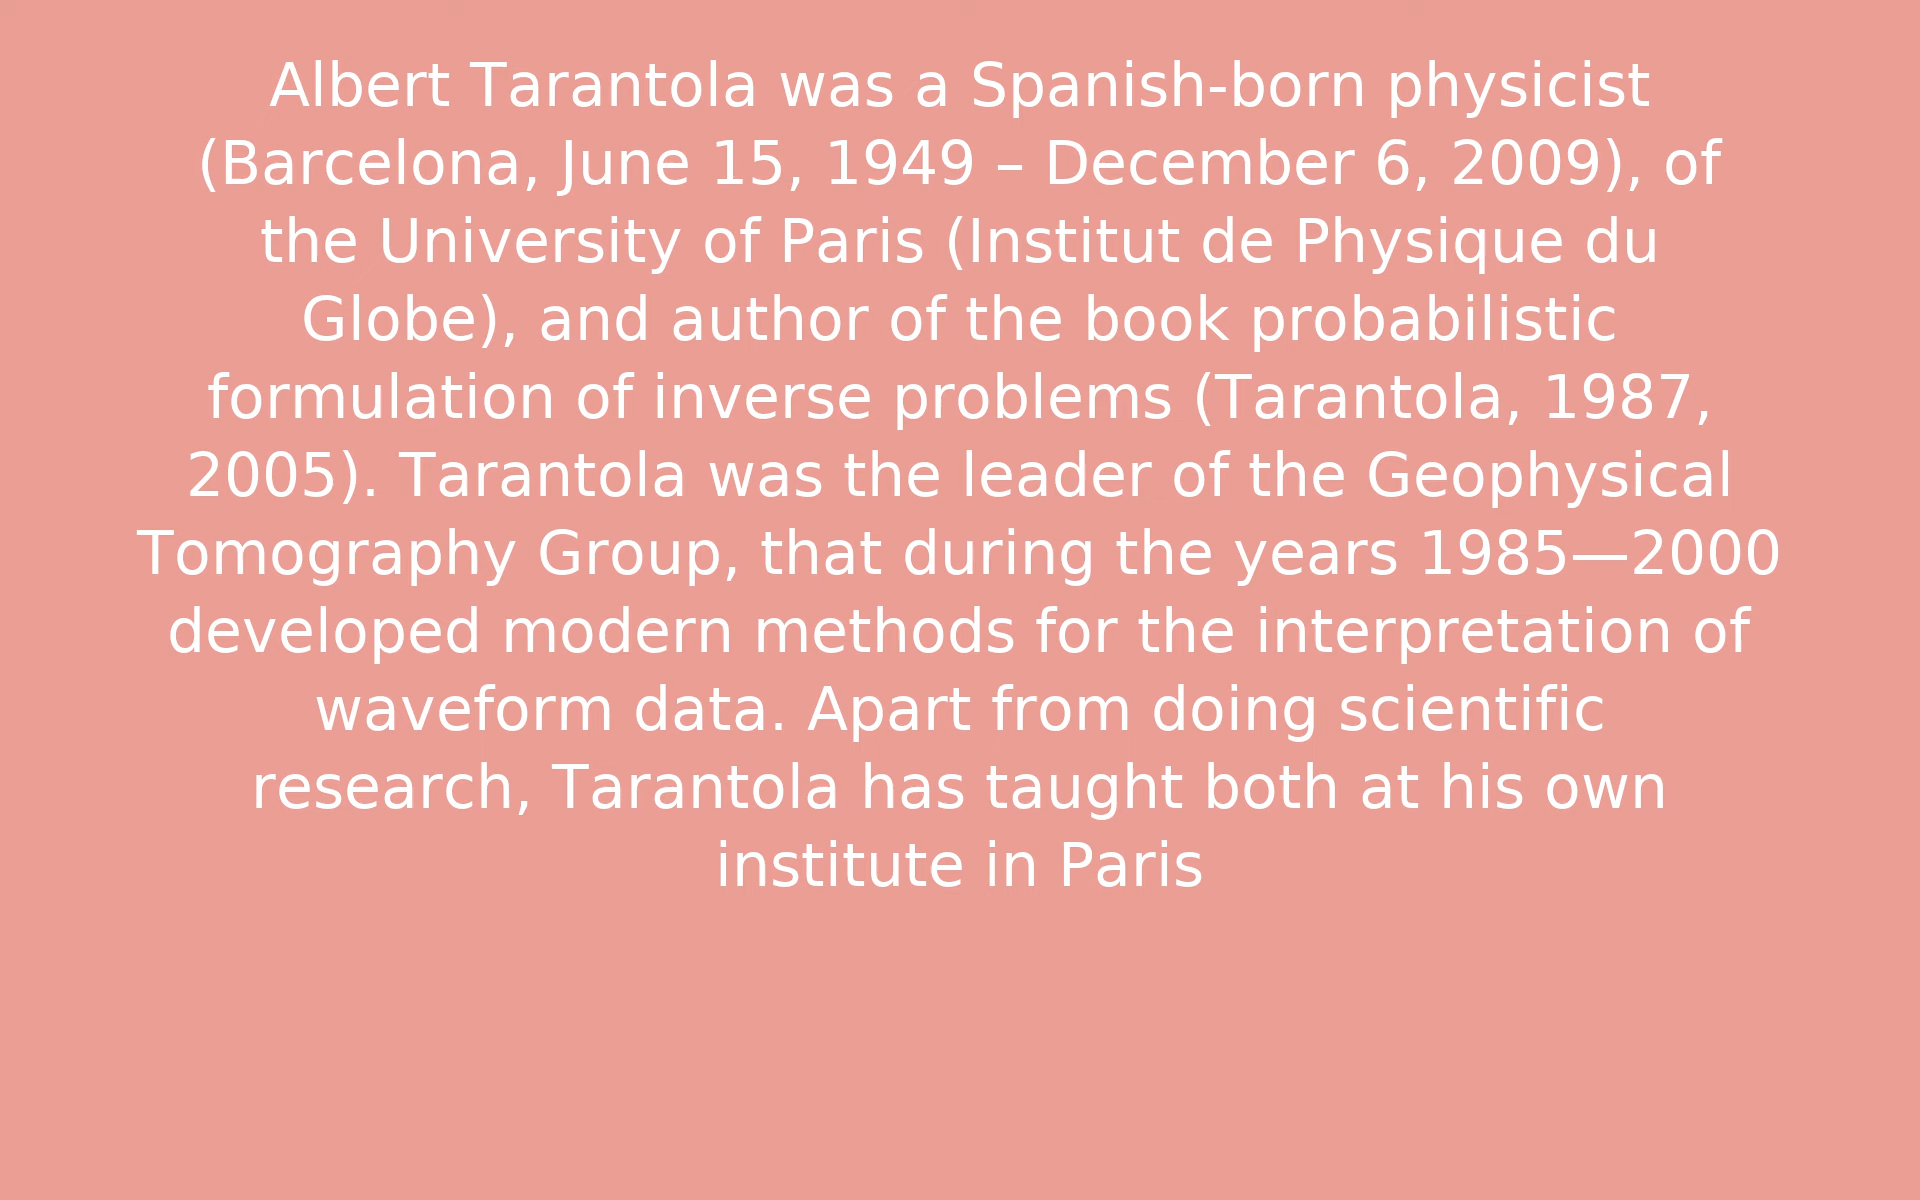 Albert Tarantola was a Spanish-born physicist
(Barcelona, June 15, 1949 – December 6, 2009), of
the University of Paris (Institut de Physique du
Globe), and author of the book probabilistic
formulation of inverse problems (Tarantola, 1987,
2005). Tarantola was the leader of the Geophysical
Tomography Group, that during the years 1985—2000
developed modern methods for the interpretation of
waveform data. Apart from doing scientific
research, Tarantola has taught both at his own
institute in Paris